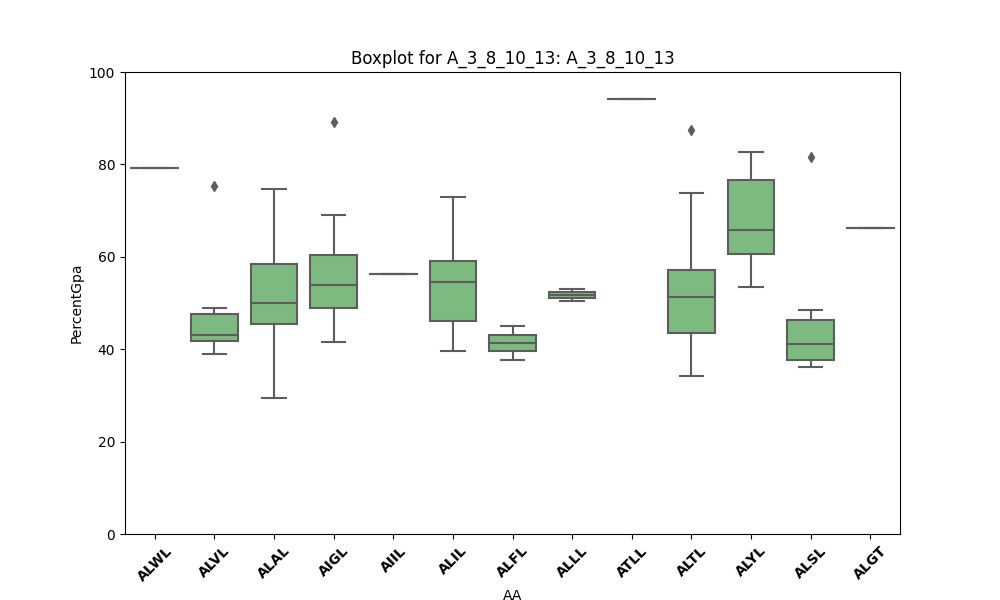 Boxplot for A_3_8_10_13: A_3_8_10_13
100
80
60
40
20
0
PercentGpa
ALWL ALVL ALAL AIGL AIIL ALIL ALFL ALLL ATLL ALTL ALYL ALSL ALGT
AA